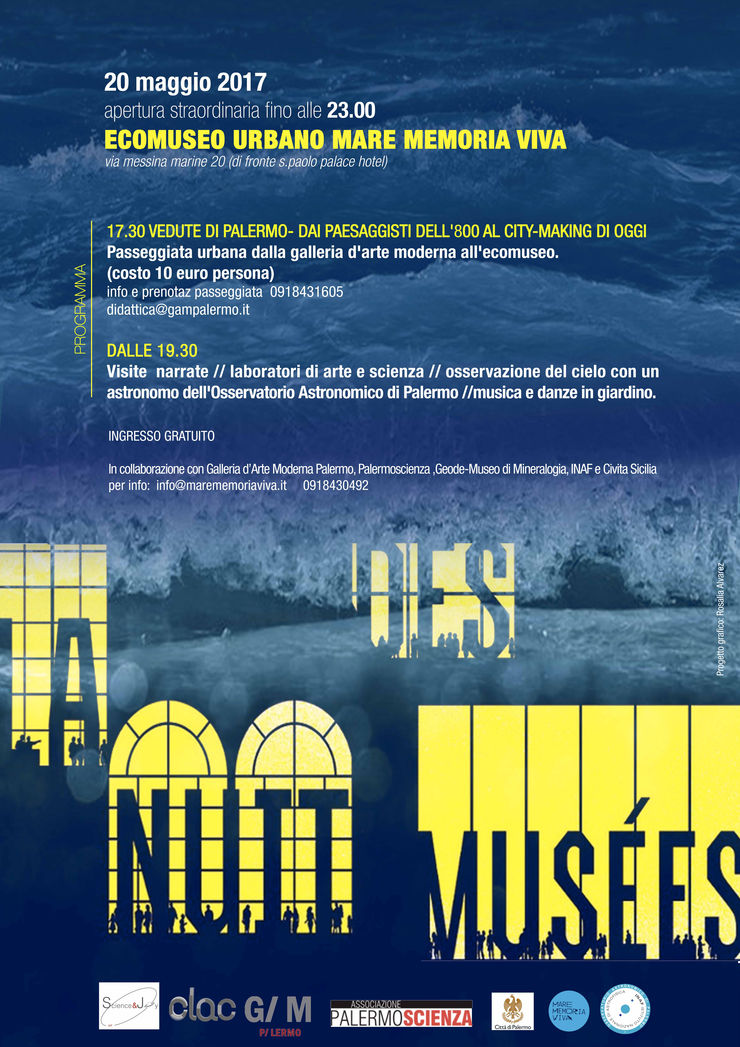 20 maggio 2017
apertura straordinaria fino alle 23.00
ECOMUSEO URBANO MARE MEMORIA VIVA
via messina marine 20 (di fronte s.paolo palace hotel)
PROGRAMMA
17.30 VEDUTE DI PALERMO- DAI PAESAGGISTI DELL'800 AL CITY-MAKING DI OGGI
Passeggiata urbana dalla galleria d'arte moderna all'ecomuseo.
(costo 10 euro persona)
info e prenotaz passeggiata 0918431605
didattica@gampalermo.it
DALLE 19.30
Visite narrate // laboratori di arte e scienza // osservazione del cielo con un
astronomo dell'Osservatorio Astronomico di Palermo //musica e danze in giardino.
INGRESSO GRATUITO
In collaborazione con Galleria d'Arte Moderna Palermo, Palermoscienza ,Geode-Museo di Mineralogia, INAF e Civita Sicilia
per info: info@marememoriaviva.it 0918430492
Progetto grafico: Rosalia Alvarez
DES
NUIT
MUSÉES
Science&Joy
clac
G/M
P/LERMO
ASSOCIAZIONE
PALERMOSCIENZA
Città di Palermo
MARE
MEMORIA
VIVA